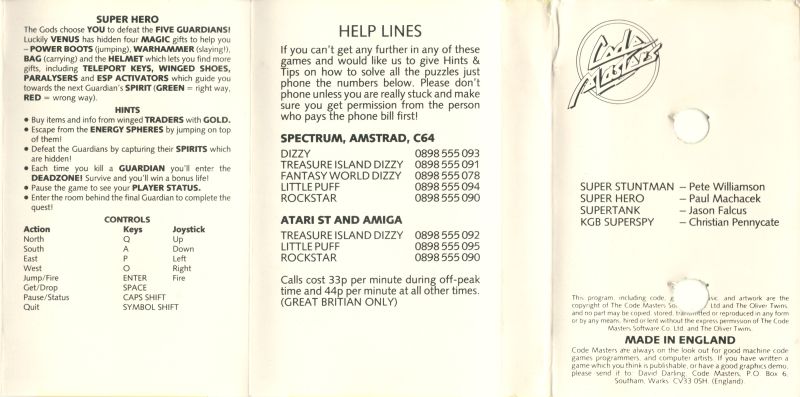 SUPER HERO
The Gods choose YOU to defeat the FIVE GUARDIANS!
Luckily VENUS has hidden four MAGIC gifts to help you
– POWER BOOTS (jumping), WARHAMMER (slaying!),
BAG (carrying) and the HELMET which lets you find more
gifts, including TELEPORT KEYS, WINGED SHOES,
PARALYSERS and ESP ACTIVATORS which guide you
towards the next Guardian's SPIRIT (GREEN = right way,
RED = wrong way).
HINTS
● Buy items and info from winged TRADERS with GOLD.
● Escape from the ENERGY SPHERES by jumping on top
of them!
● Defeat the Guardians by capturing their SPIRITS which
are hidden!
● Each time you kill a GUARDIAN you'll enter the
DEADZONE! Survive and you'll win a bonus life!
● Pause the game to see your PLAYER STATUS.
● Enter the room behind the final Guardian to complete the
quest!
CONTROLS
Action Keys Joystick
North Q Up
South A Down
East P Left
West O Right
Jump/Fire ENTER Fire
Get/Drop SPACE
Pause/Status CAPS SHIFT
Quit SYMBOL SHIFT
HELP LINES
If you can't get any further in any of these
games and would like us to give Hints &
Tips on how to solve all the puzzles just
phone the numbers below. Please don't
phone unless you are really stuck and make
sure you get permission from the person
who pays the phone bill first!
SPECTRUM, AMSTRAD, C64
DIZZY 0898 555 093
TREASURE ISLAND DIZZY 0898 555 091
FANTASY WORLD DIZZY 0898 555 078
LITTLE PUFF 0898 555 094
ROCKSTAR 0898 555 090
ATARI ST AND AMIGA
TREASURE ISLAND DIZZY 0898 555 092
LITTLE PUFF 0898 555 095
ROCKSTAR 0898 555 090
Calls cost 33p per minute during off-peak
time and 44p per minute at all other times.
(GREAT BRITIAN ONLY)
Code
Masters
SUPER STUNTMAN – Pete Williamson
SUPER HERO – Paul Machacek
SUPERTANK – Jason Falcus
KGB SUPERSPY – Christian Pennycate
This program, including code, and artwork are the
copyright of The Code Masters Ltd and The Oliver Twins.
and no part may be copied, stored, transmitted or reproduced in any form
or by any means, hired or lent without the express permission of The Code
Masters Software Co. Ltd. and The Oliver Twins.
MADE IN ENGLAND
Code Masters are always on the look out for good machine code
games programmers, and computer artists. If you have written a
game which you think is publishable, or have a good graphics demo,
please send it to: David Darling, Code Masters, P.O. Box 6,
Southam, Warks. CV33 0SH. (England).